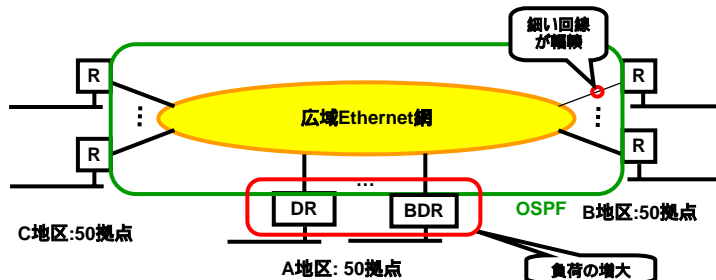 細い回線
が輻輳
R
R
広域Ethernet網
⋮
⋮
R
R
…
DR
BDR
OSPF
B地区:50拠点
C地区:50拠点
A地区: 50拠点
負荷の増大